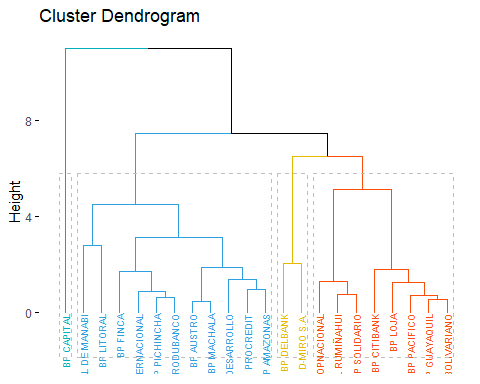 Cluster Dendrogram
Height
8
4
0
BP CAPITAL
L DE MANABI
BP LITORAL
BP FINCA
ERNACIONAL
P PICHINCHA
RODUBANCO
BP AUSTRO
BP MACHALA
DESARROLLO
PROCREDIT
P AMAZONAS
BP DELBANK
D-MIRO S.A.
OPNACIONAL
RUMIÑAHUI
P SOLIDARIO
BP CITIBANK
BP LOJA
BP PACIFICO
GUAYAQUIL
BOLIVARIANO